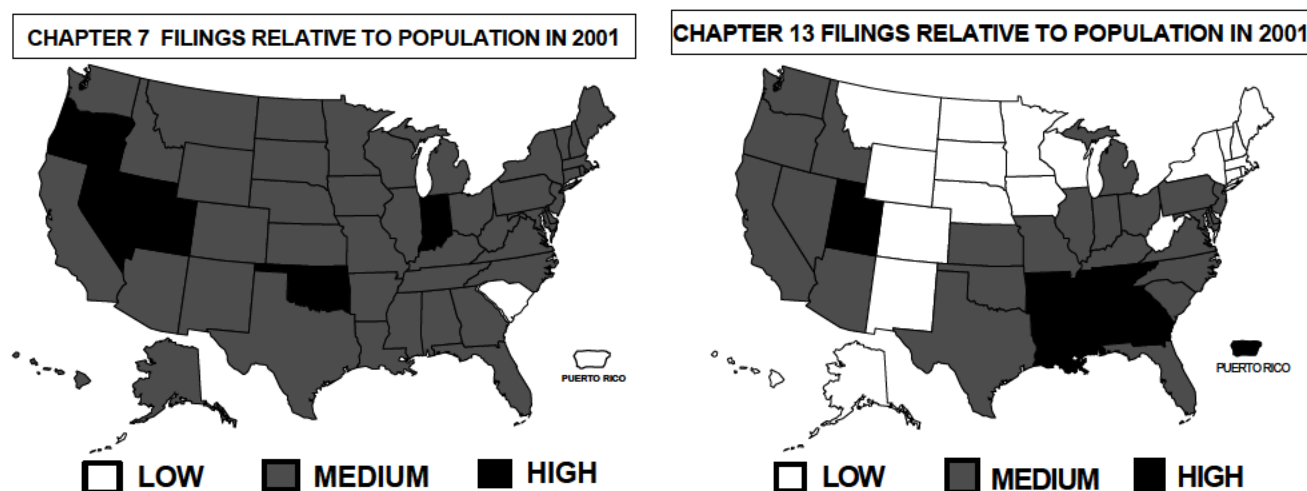 CHAPTER 7 FILINGS RELATIVE TO POPULATION IN 2001
PUERTO RICO
LOW MEDIUM HIGH
CHAPTER 13 FILINGS RELATIVE TO POPULATION IN 2001
PUERTO RICO
LOW MEDIUM HIGH